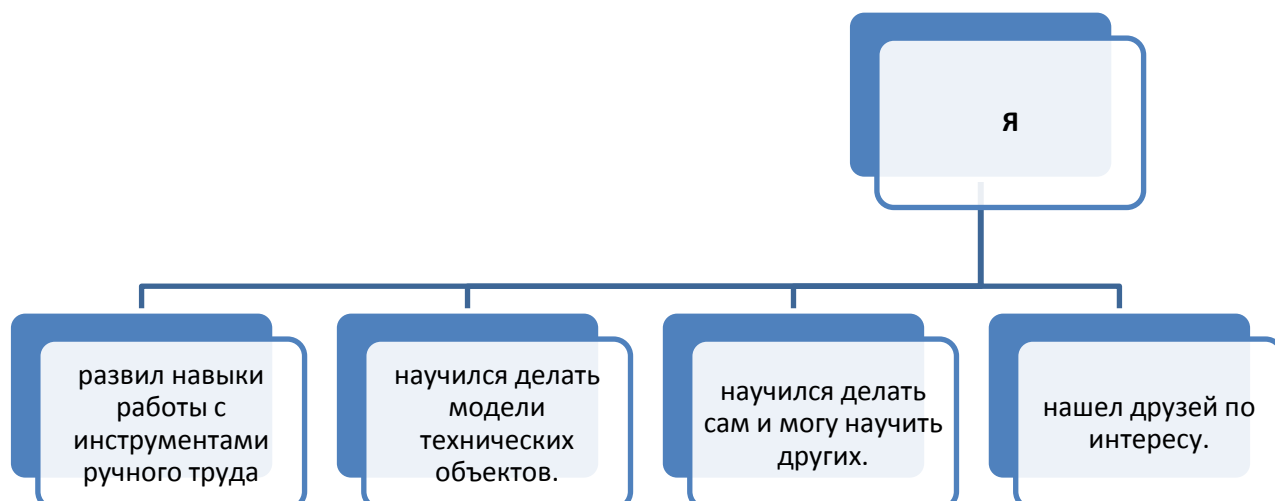 Я
развил навыки
работы с
инструментами
ручного труда
научился делать
модели
технических
объектов.
научился делать
сам и могу научить
других.
нашел друзей по
интересу.